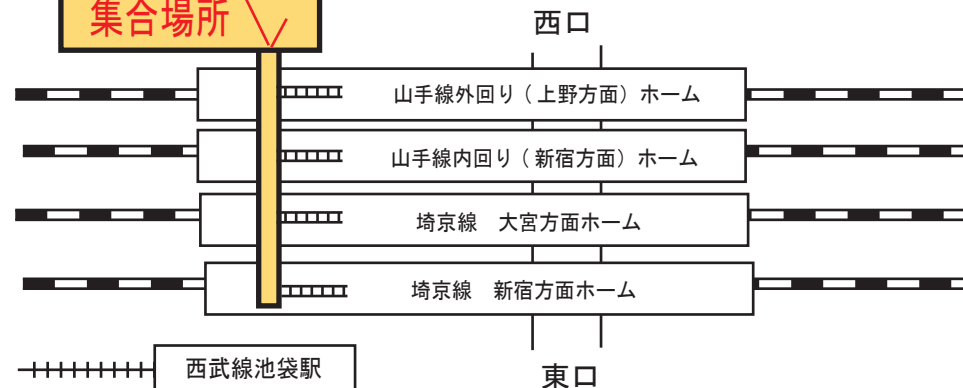 集合場所
西口
山手線外回り（上野方面）ホーム
山手線内回り（新宿方面）ホーム
埼京線　大宮方面ホーム
埼京線　新宿方面ホーム
西武線池袋駅
東口